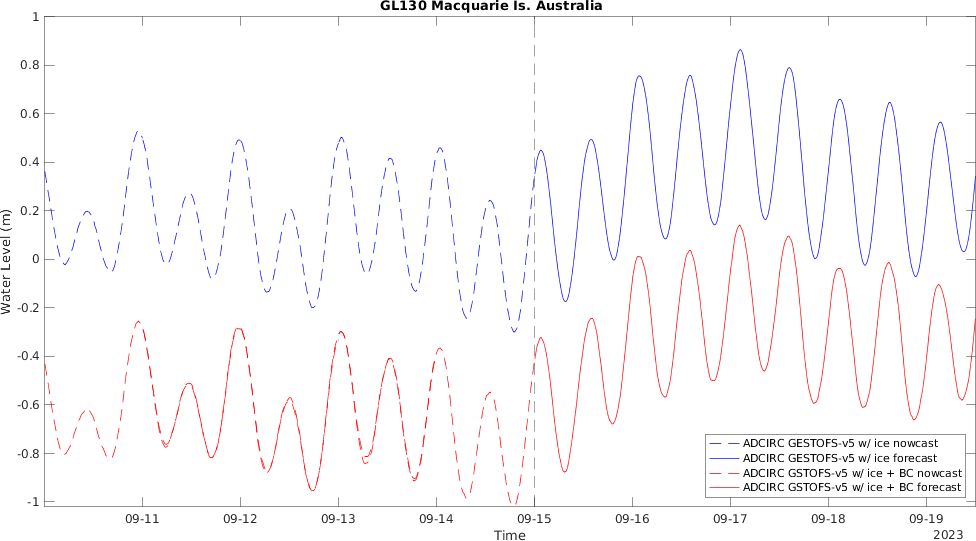 GL130 Macquarie Is. Australia
1
0.8
0.6
0.4
0.2
0
-0.2
-0.4
-0.6
-0.8
-1
Water Level (m)
09-11 09-12 09-13 09-14 09-15 09-16 09-17 09-18 09-19
Time
2023
ADCIRC GESTOFS-v5 w/ ice nowcast
ADCIRC GESTOFS-v5 w/ ice forecast
ADCIRC GSTOFS-v5 w/ ice + BC nowcast
ADCIRC GSTOFS-v5 w/ ice + BC forecast